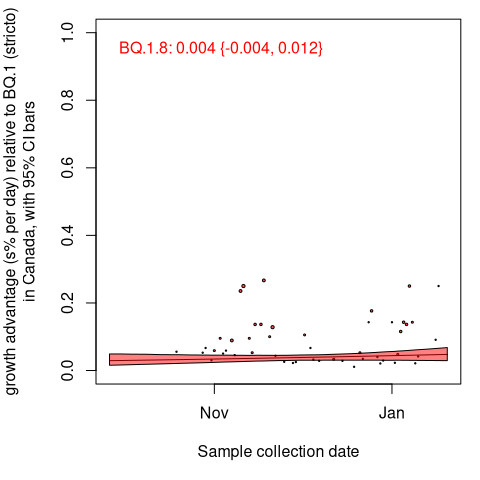 growth advantage (s% per day) relative to BQ.1 (stricto)
in Canada, with 95% CI bars
BQ.1.8: 0.004 {-0.004, 0.012}
1.0
0.8
0.6
0.4
0.2
0.0
Nov Jan
Sample collection date